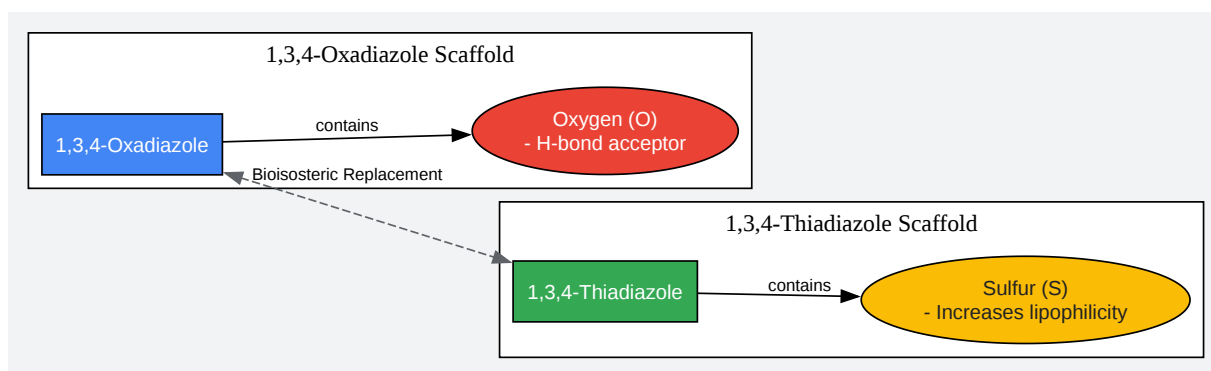 1,3,4-Oxadiazole Scaffold
1,3,4-Oxadiazole
contains
Oxygen (O)
- H-bond acceptor
Bioisosteric Replacement
1,3,4-Thiadiazole Scaffold
1,3,4-Thiadiazole
contains
Sulfur (S)
- Increases lipophilicity